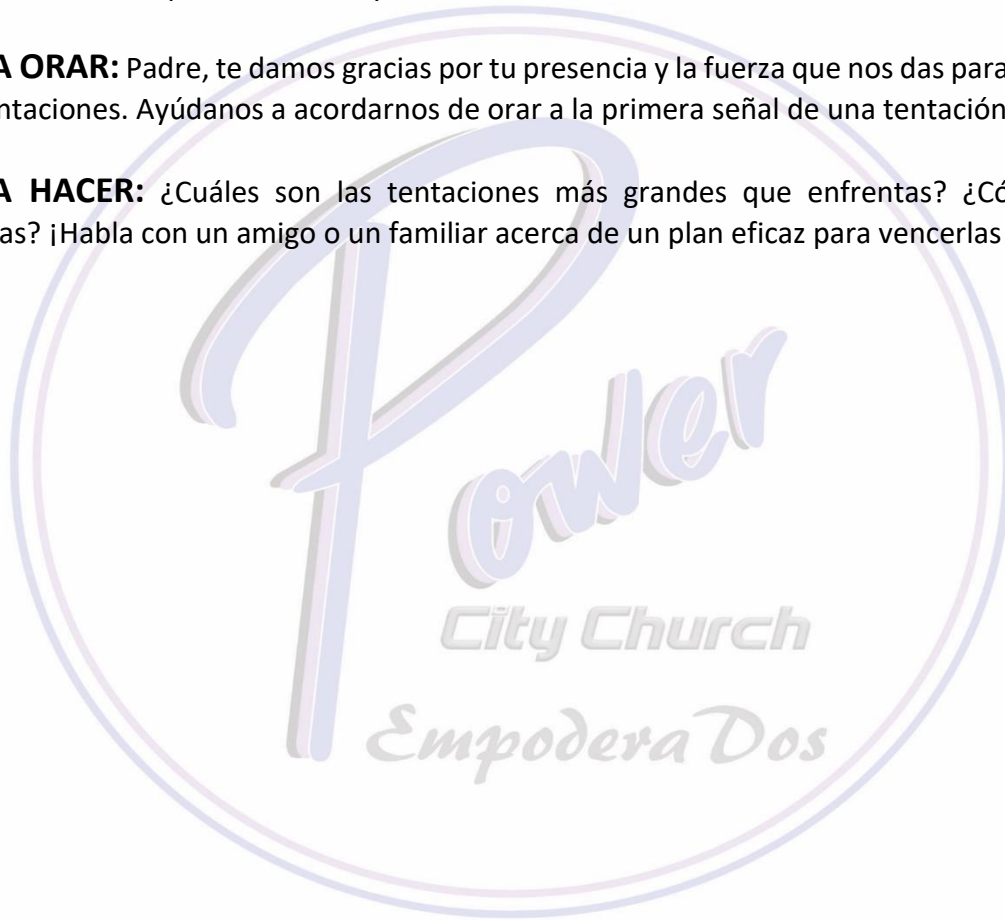 A ORAR: Padre, te damos gracias por tu presencia y la fuerza que nos das para
ntaciones. Ayúdanos a acordarnos de orar a la primera señal de una tentación
A HACER: ¿Cuáles son las tentaciones más grandes que enfrentas? ¿Có
as? ¡Habla con un amigo o un familiar acerca de un plan eficaz para vencerlas
Power
City Church
EmpoderaDos